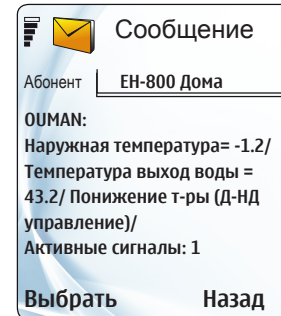 Сообщение
Абонент EH-800 Дома
OUMAN:
Наружная температура= -1.2/
Температура выход воды =
43.2/ Понижение т-ры (Д-НД
управление)/
Активные сигналы: 1
Выбрать Назад